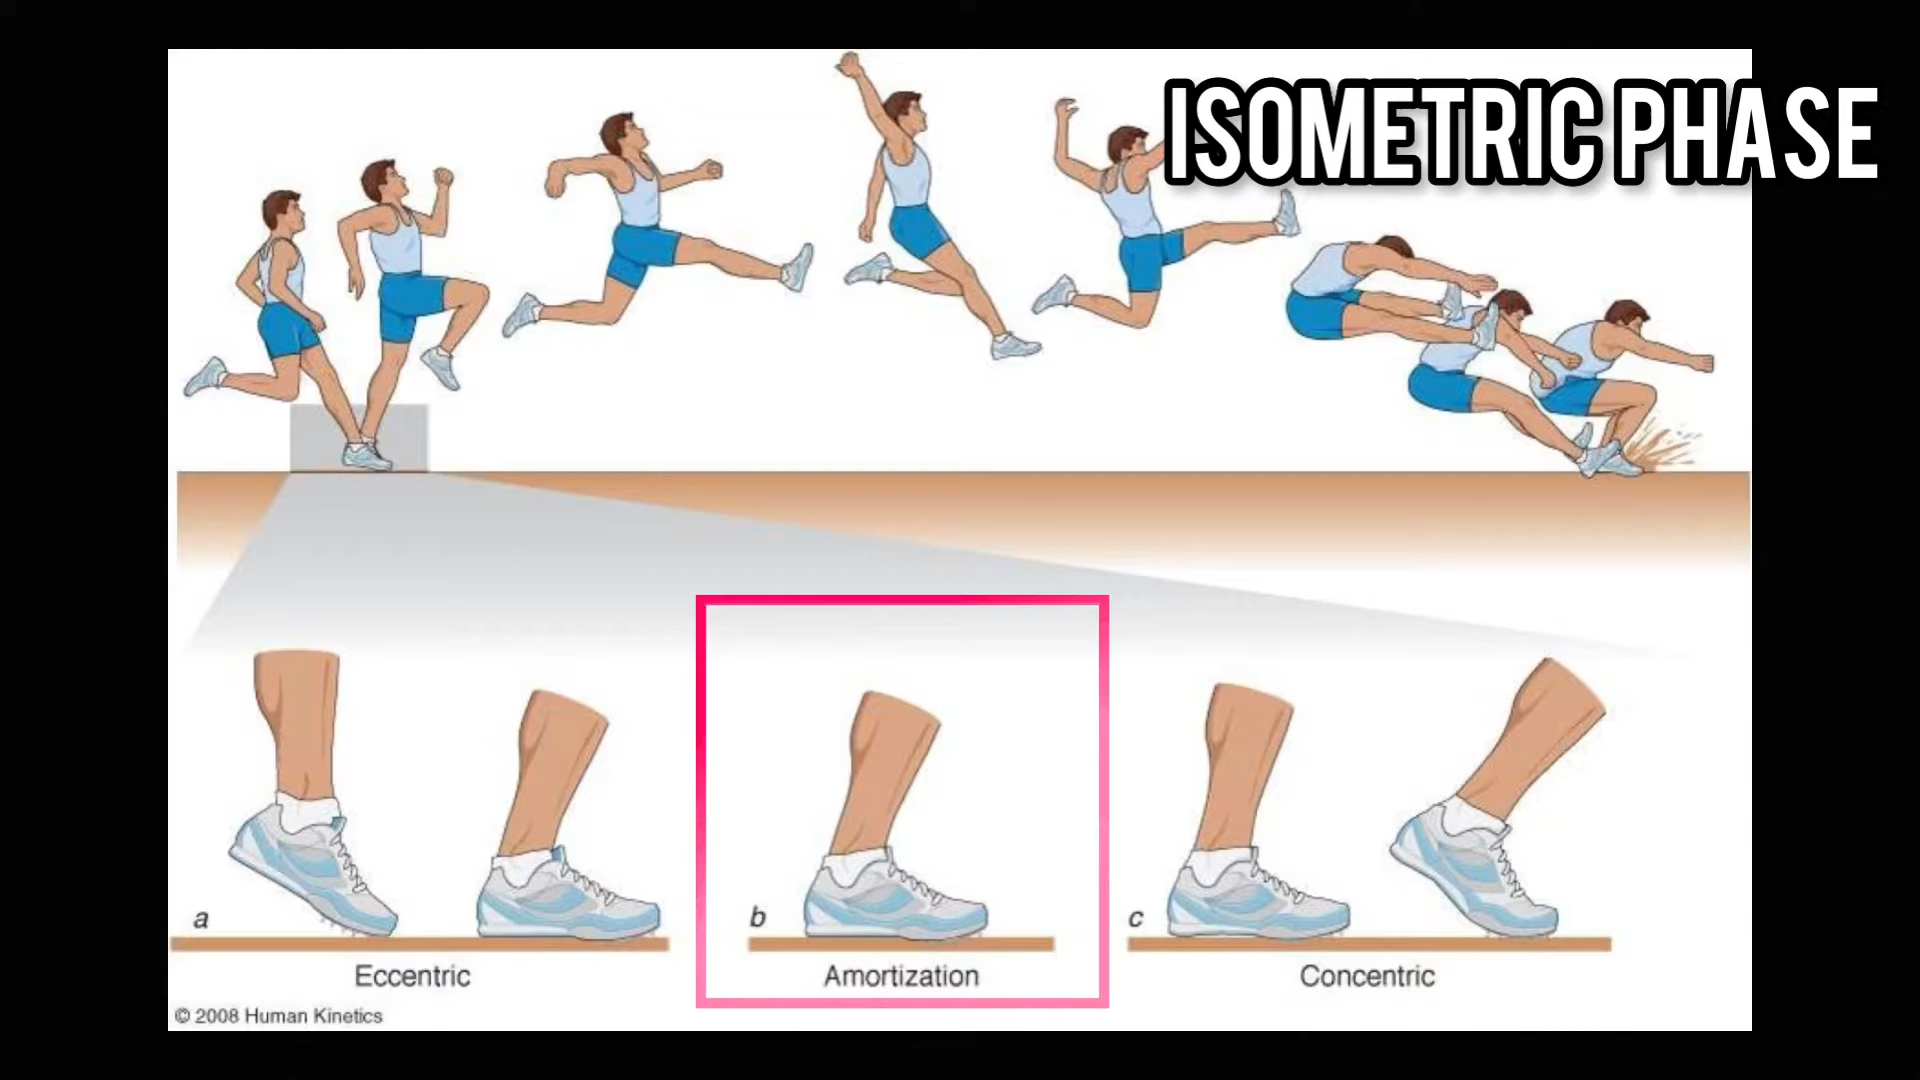 ISOMETRIC PHASE
a
b
c
Eccentric
Amortization
Concentric
© 2008 Human Kinetics